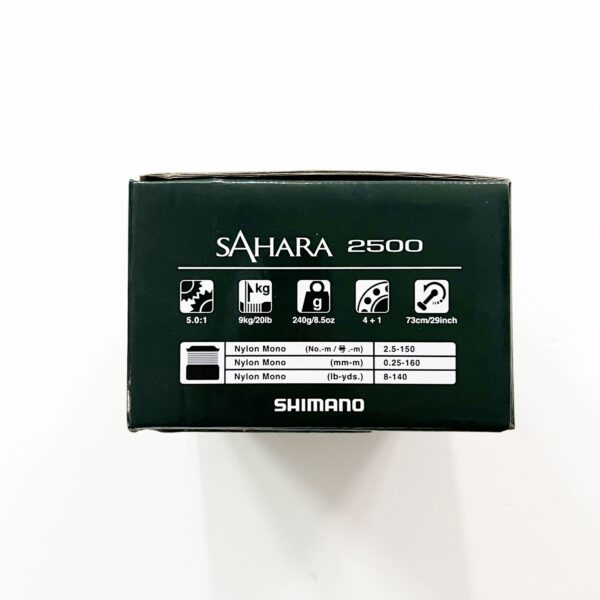 SAHARA 2500
kg
g
5.0:1 9kg/20lb 240g/8.5oz 4 + 1 73cm/29inch
Nylon Mono (No.-m / 号.-m) 2.5-150
Nylon Mono (mm-m) 0.25-160
Nylon Mono (lb-yds.) 8-140
SHIMANO